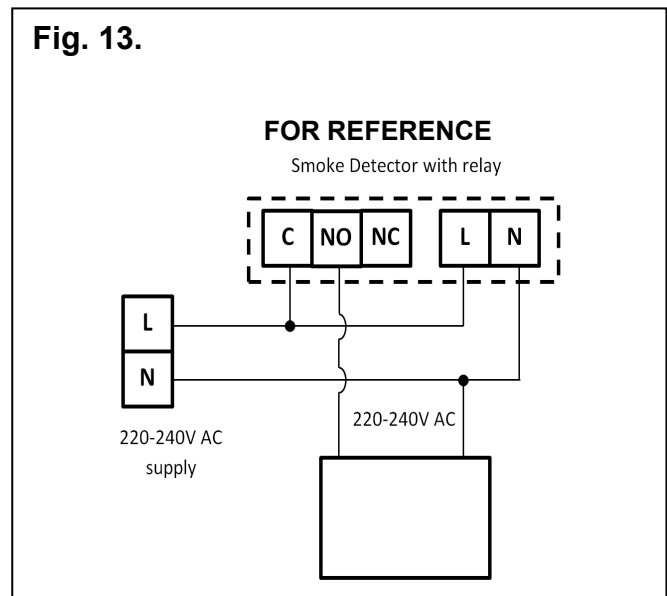 Fig. 13.
FOR REFERENCE
Smoke Detector with relay
C NO NC L N
L
N
220-240V AC
220-240V AC
supply